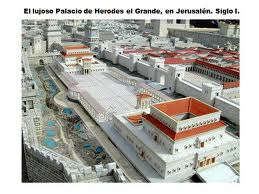 El lujoso Palacio de Herodes el Grande, en Jerusalén. Siglo I.